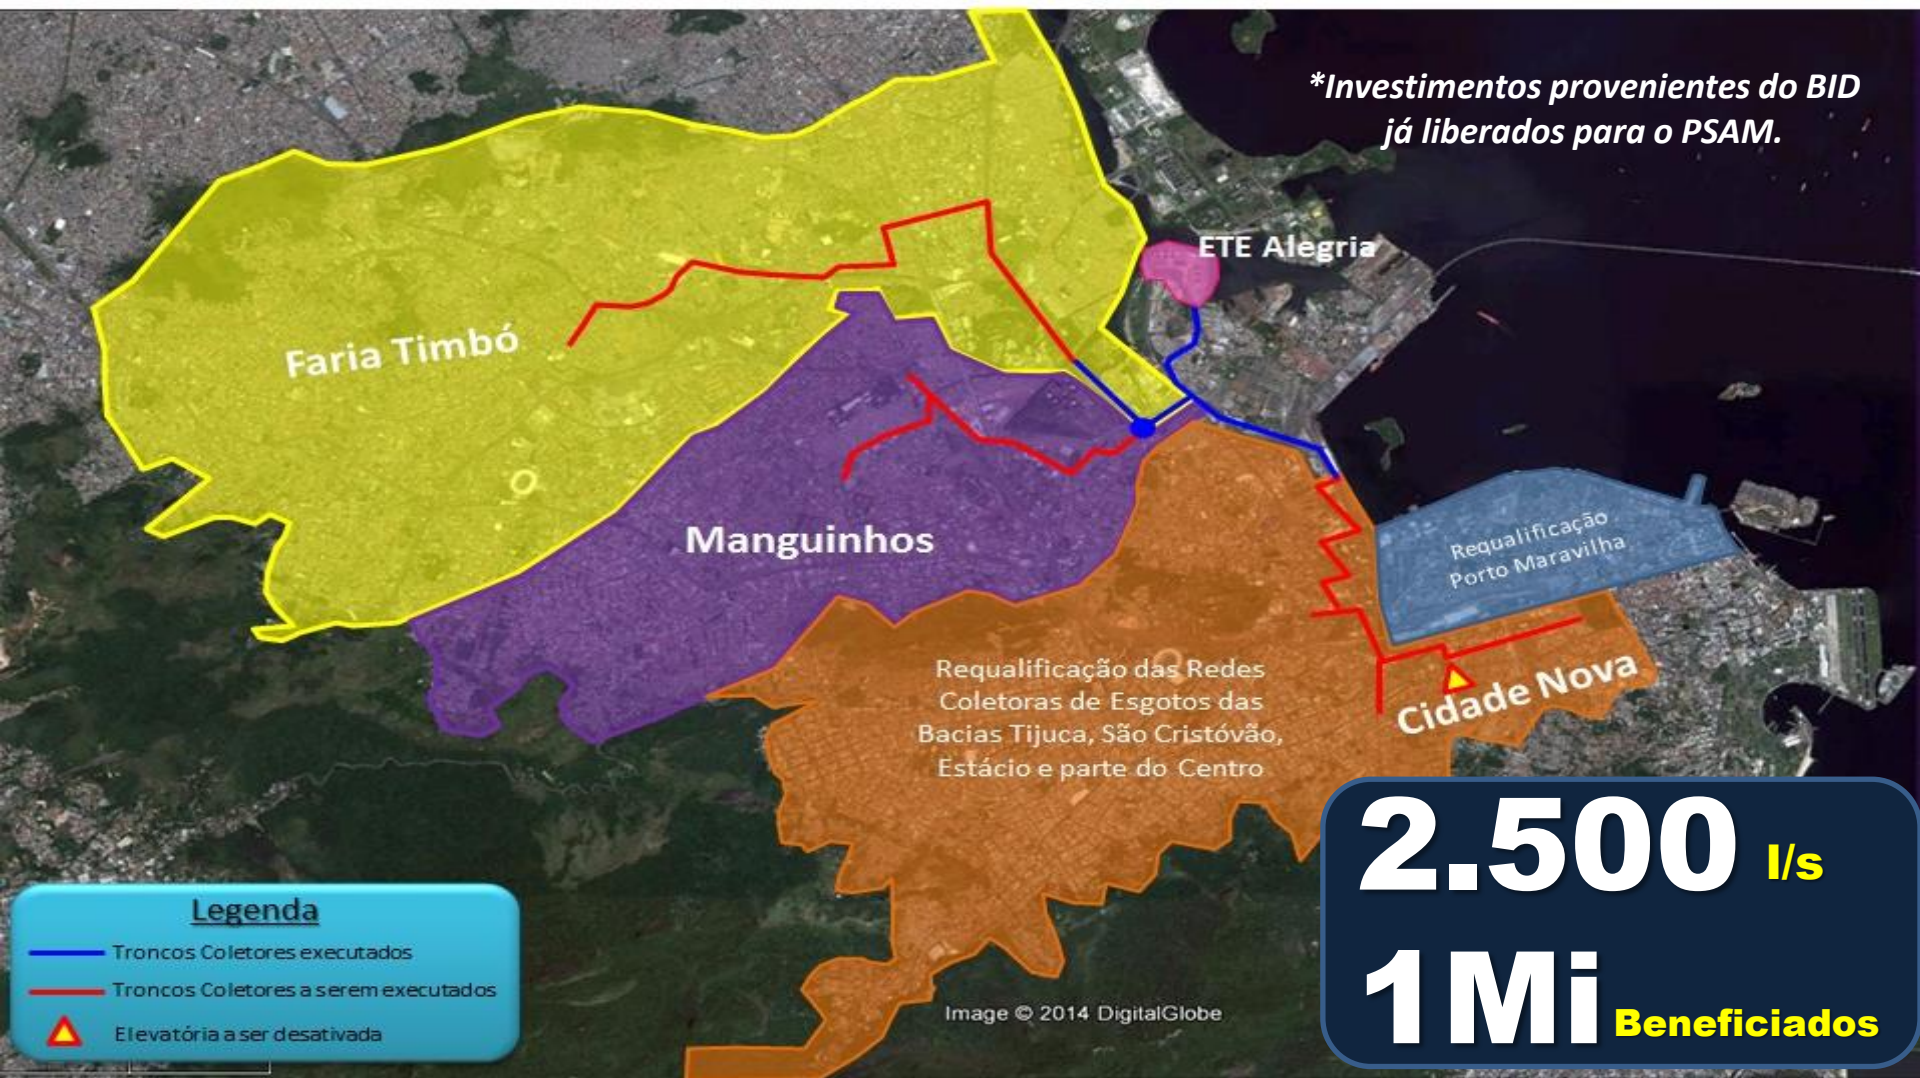 *Investimentos provenientes do BID
já liberados para o PSAM.
ETE Alegria
Faria Timbó
Manguinhos
Requalificação
Porto Maravilha
Requalificação das Redes
Coletoras de Esgotos das
Bacias Tijuca, São Cristóvão,
Estácio e parte do Centro
Cidade Nova
2.500 l/s
1Mi Beneficiados
Legenda
Troncos Coletores executados
Troncos Coletores a serem executados
Elevatória a ser desativada
Image © 2014 DigitalGlobe